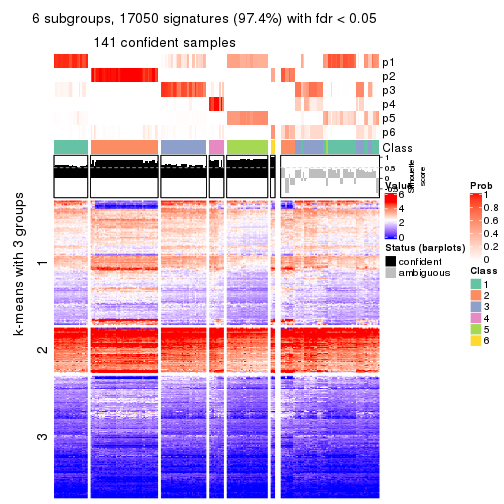 6 subgroups, 17050 signatures (97.4%) with fdr < 0.05
141 confident samples
p1
p2
p3
p4
p5
p6
Class
1
0.5
0
Silhouette
score
k-means with 3 groups
1
2
3
Value
6
4
2
0
Status (barplots)
confident
ambiguous
Prob
1
0.8
0.6
0.4
0.2
0
Class
1
2
3
4
5
6